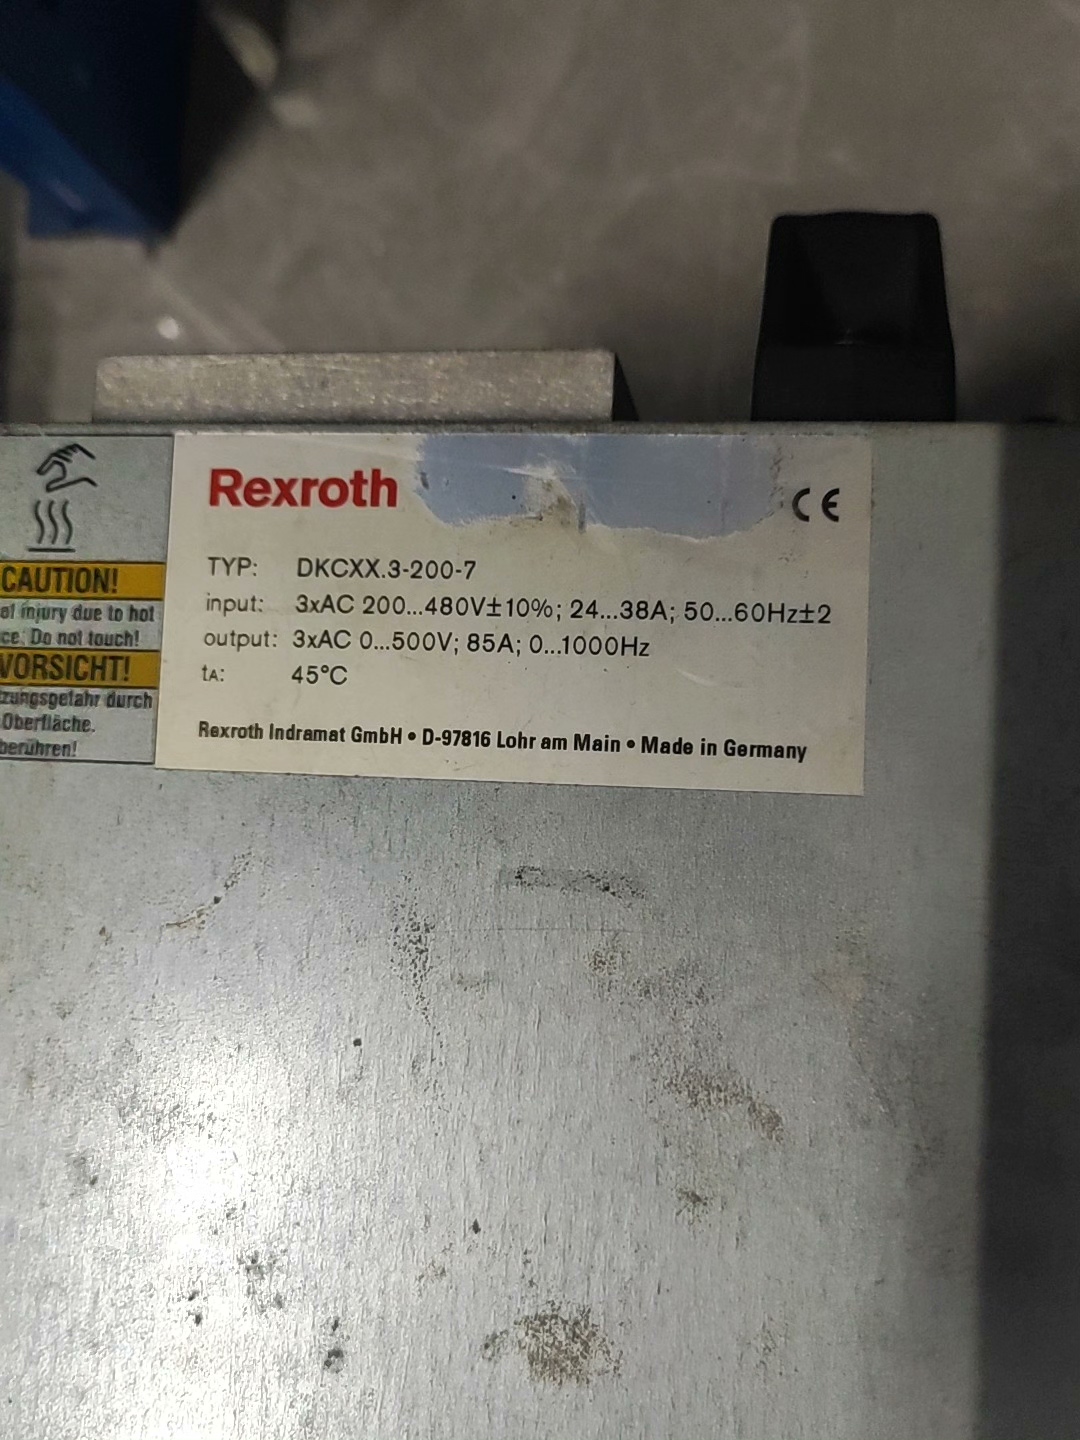 Rexroth
CE
TYP: DKCXX.3-200-7
input: 3xAC 200...480V±10%; 24...38A; 50...60Hz±2
output: 3xAC 0...500V; 85A; 0...1000Hz
tA: 45°C
Rexroth Indramat GmbH • D-97816 Lohr am Main • Made in Germany
CAUTION!
injury due to hot
Do not touch!
VORSICHT!
durch
Oberfläche.
berühren!